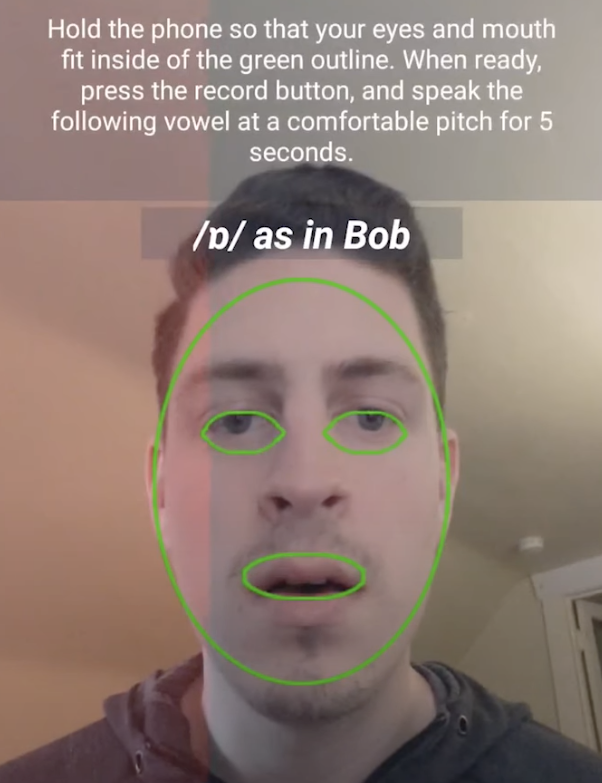 Hold the phone so that your eyes and mouth
fit inside of the green outline. When ready,
press the record button, and speak the
following vowel at a comfortable pitch for 5
seconds.
/ɒ/ as in Bob